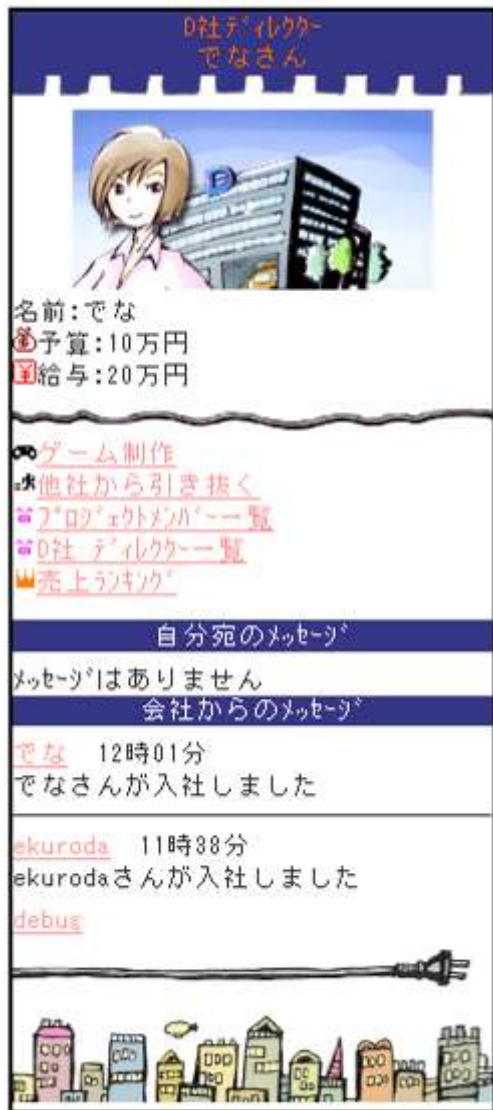 D社ディレクター
でなさん
D
名前:でな
予算:10万円
¥給与:20万円
ゲーム制作
他社から引き抜く
プロジェクトメンバー一覧
D社 ディレクター一覧
売上ランキング
自分宛のメッセージ
メッセージはありません
会社からのメッセージ
でな 12時01分
でなさんが入社しました
ekuroda 11時38分
ekurodaさんが入社しました
debug